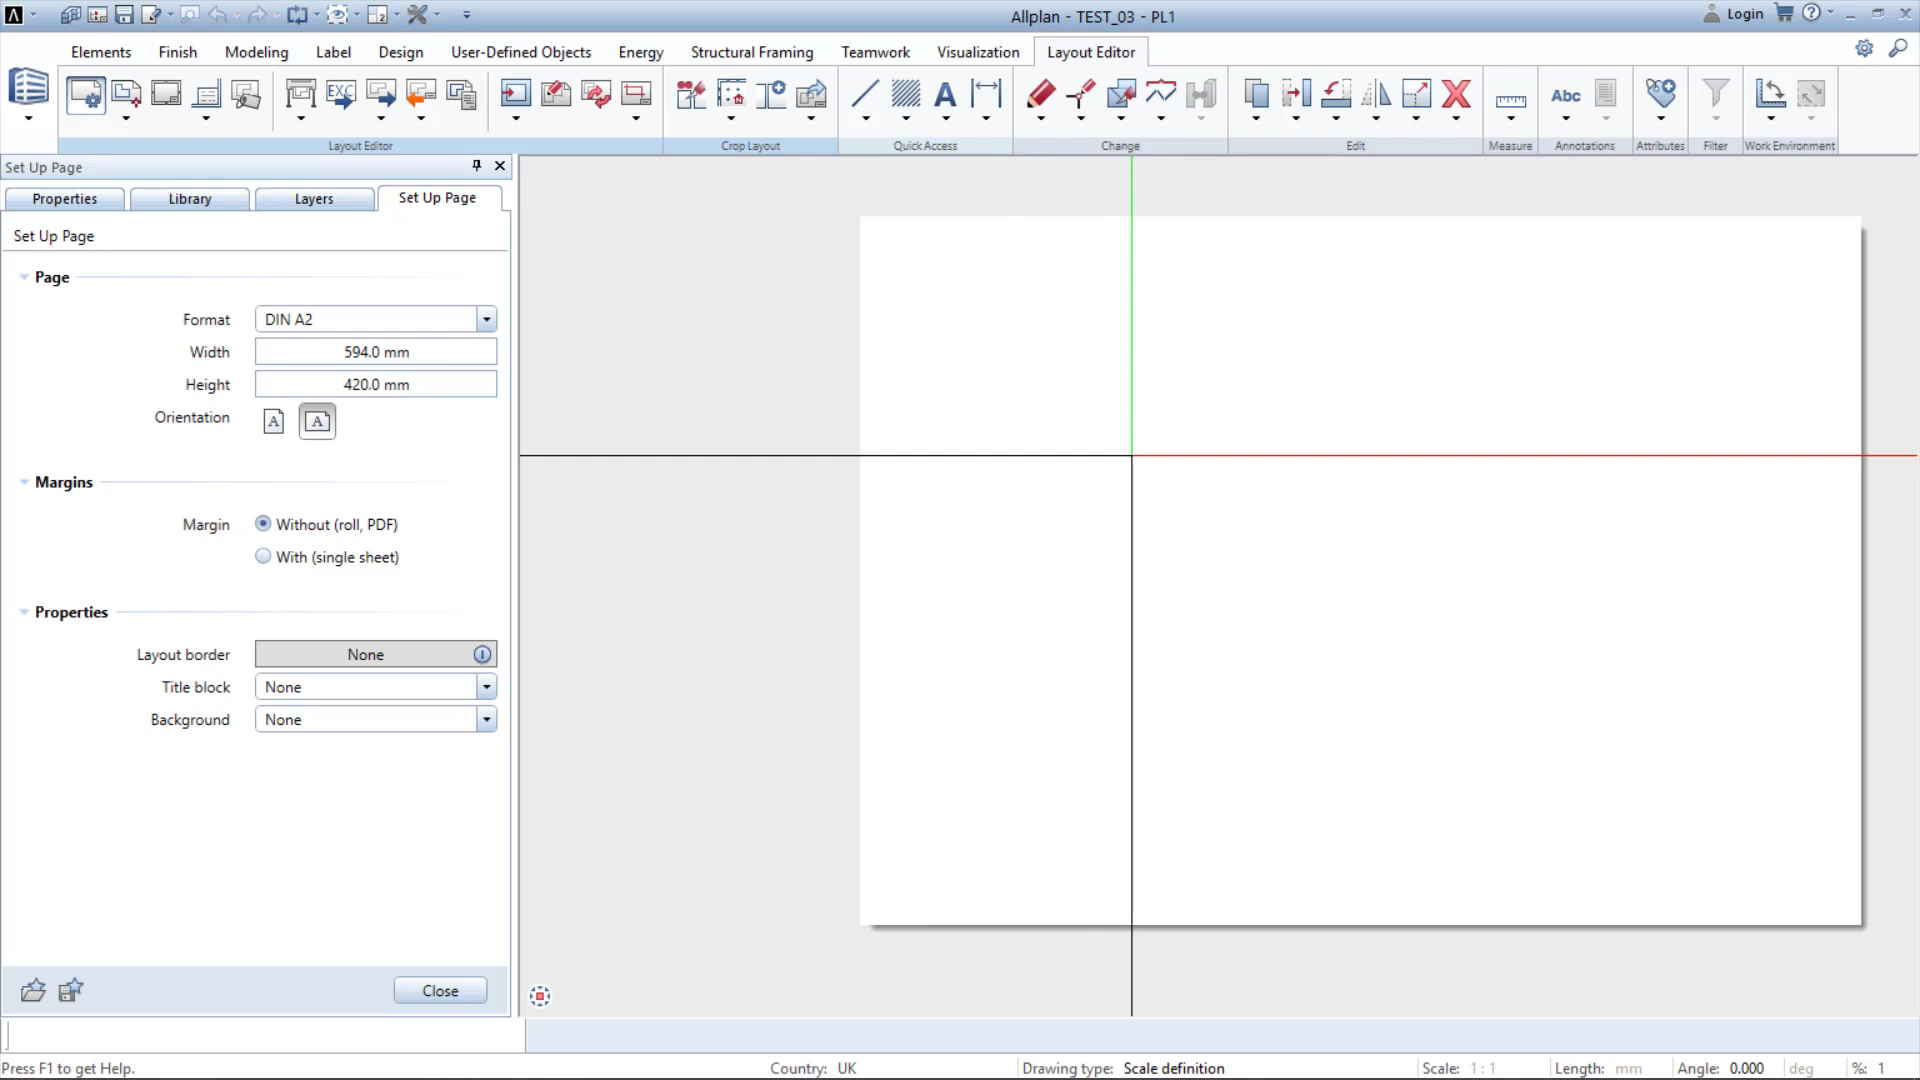 Allplan - TEST_03 - PL1
Login
Elements Finish Modeling Label Design User-Defined Objects Energy Structural Framing Teamwork Visualization Layout Editor
EXC Abc
Layout Editor Crop Layout Quick Access Change Edit Measure Annotations Attributes Filter Work Environment
Set Up Page
Properties Library Layers Set Up Page
Set Up Page
Page
Format DIN A2
Width 594.0 mm
Height 420.0 mm
Orientation A A
Margins
Margin Without (roll, PDF)
With (single sheet)
Properties
Layout border None
Title block None
Background None
Close
Press F1 to get Help. Country: UK Drawing type: Scale definition Scale: 1 : 1 Length: mm Angle: 0.000 deg %: 1